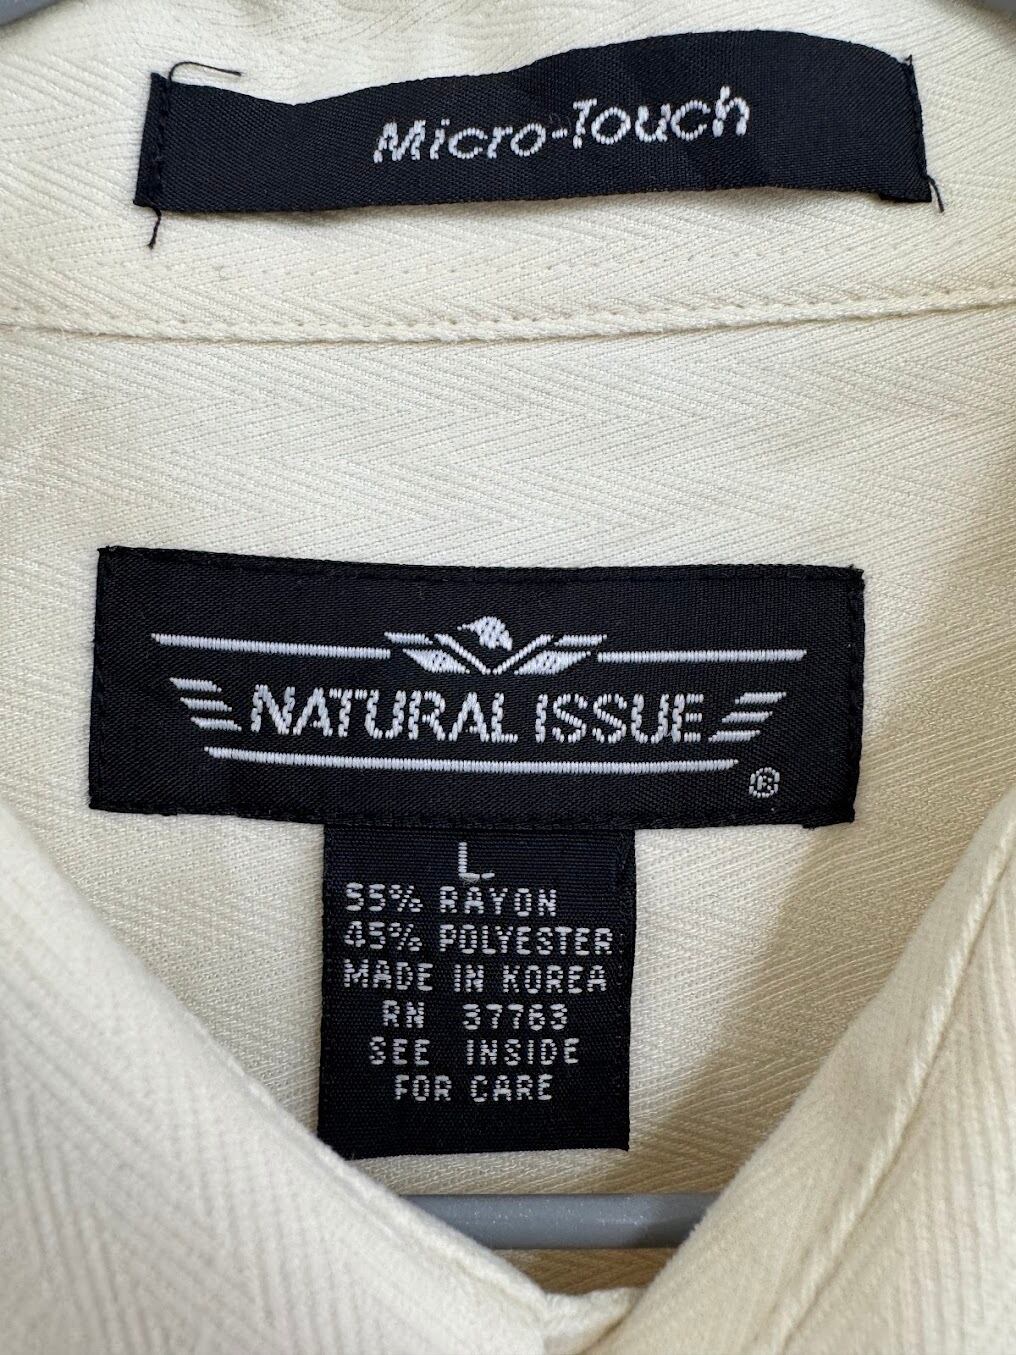 Micro-Touch
NATURAL ISSUE
®
L.
55% RAYON
45% POLYESTER
MADE IN KOREA
RN 37763
SEE INSIDE
FOR CARE